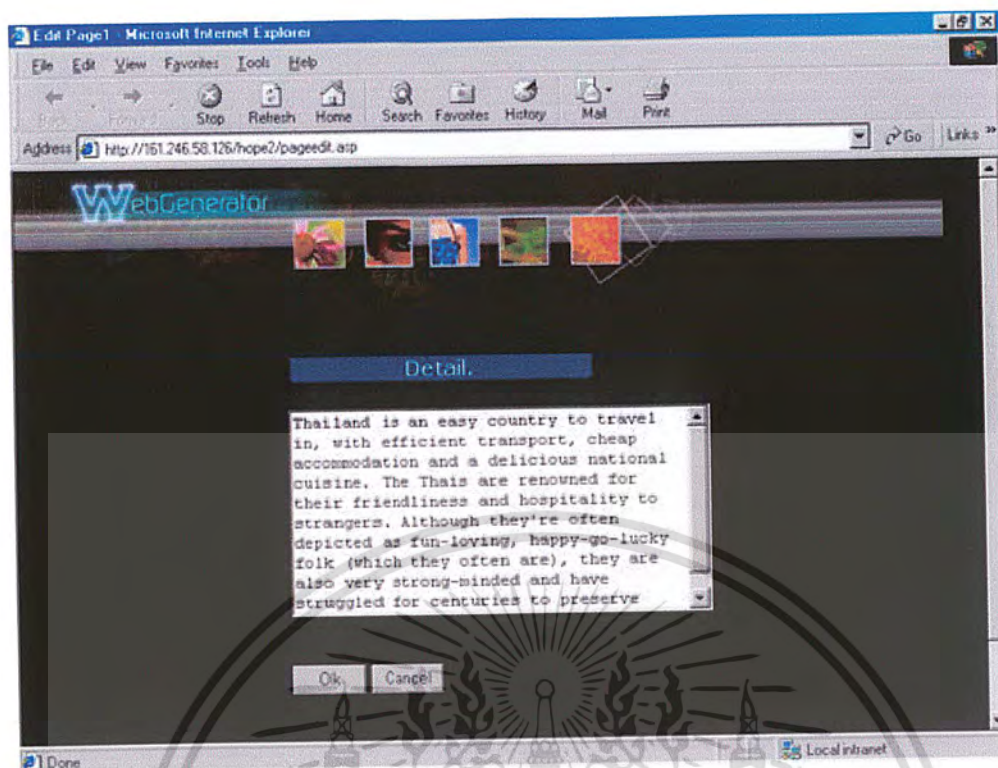 Edit Page1 - Microsoft Internet Explorer
File Edit View Favorites Tools Help
Back Forward Stop Refresh Home Search Favorites History Mail Print
Address http://161.246.58.126/hope2/pageedit.asp Go Links »
WebGenerator
Detail.
Thailand is an easy country to travel
in, with efficient transport, cheap
accommodation and a delicious national
cuisine. The Thais are renowned for
their friendliness and hospitality to
strangers. Although they're often
depicted as fun-loving, happy-go-lucky
folk (which they often are), they are
also very strong-minded and have
struggled for centuries to preserve
Ok Cancel
Done Local intranet